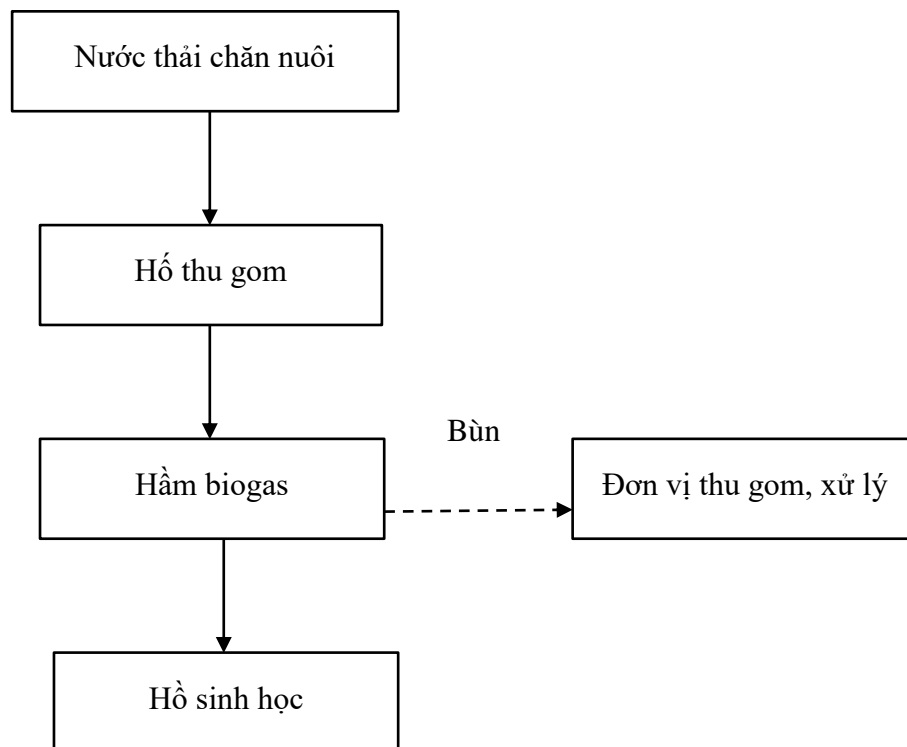 Nước thải chăn nuôi
Hố thu gom
Bùn
Hầm biogas
Đơn vị thu gom, xử lý
Hồ sinh học